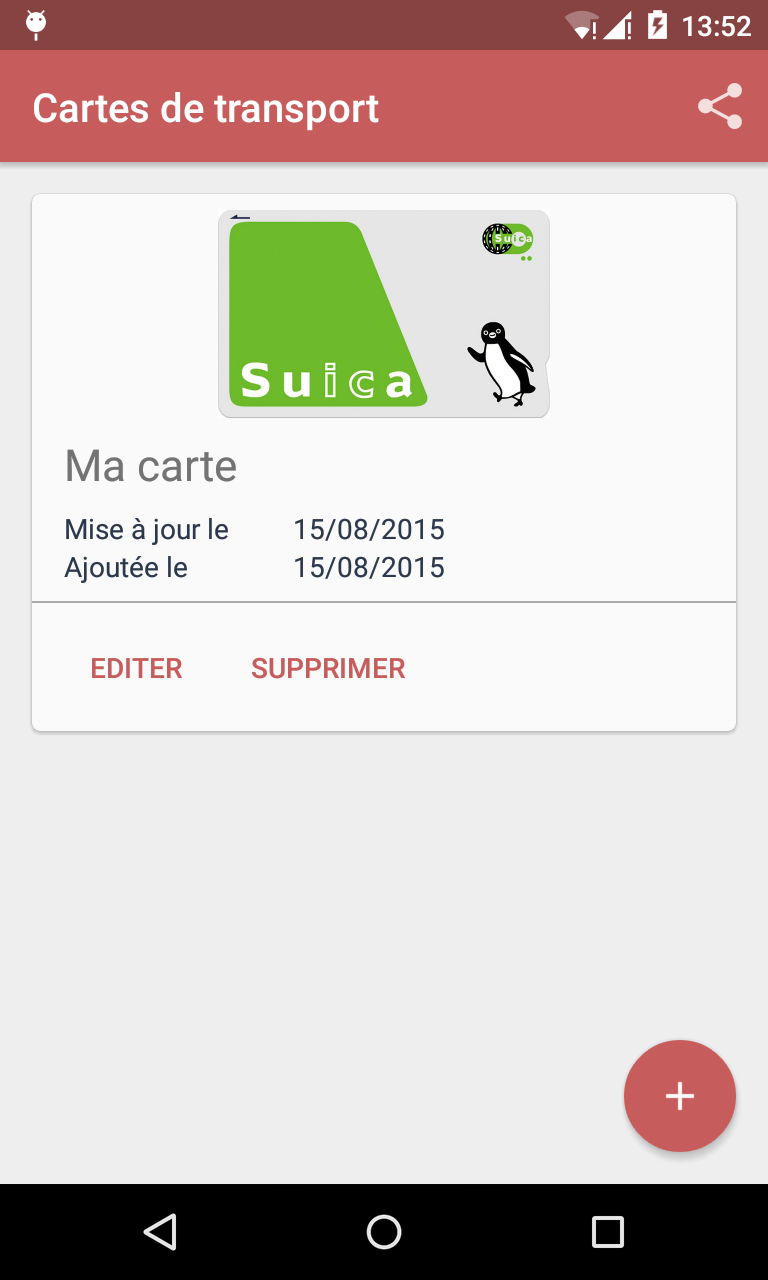 13:52
Cartes de transport
Suica
Suica
Ma carte
Mise à jour le 15/08/2015
Ajoutée le 15/08/2015
EDITER SUPPRIMER
+